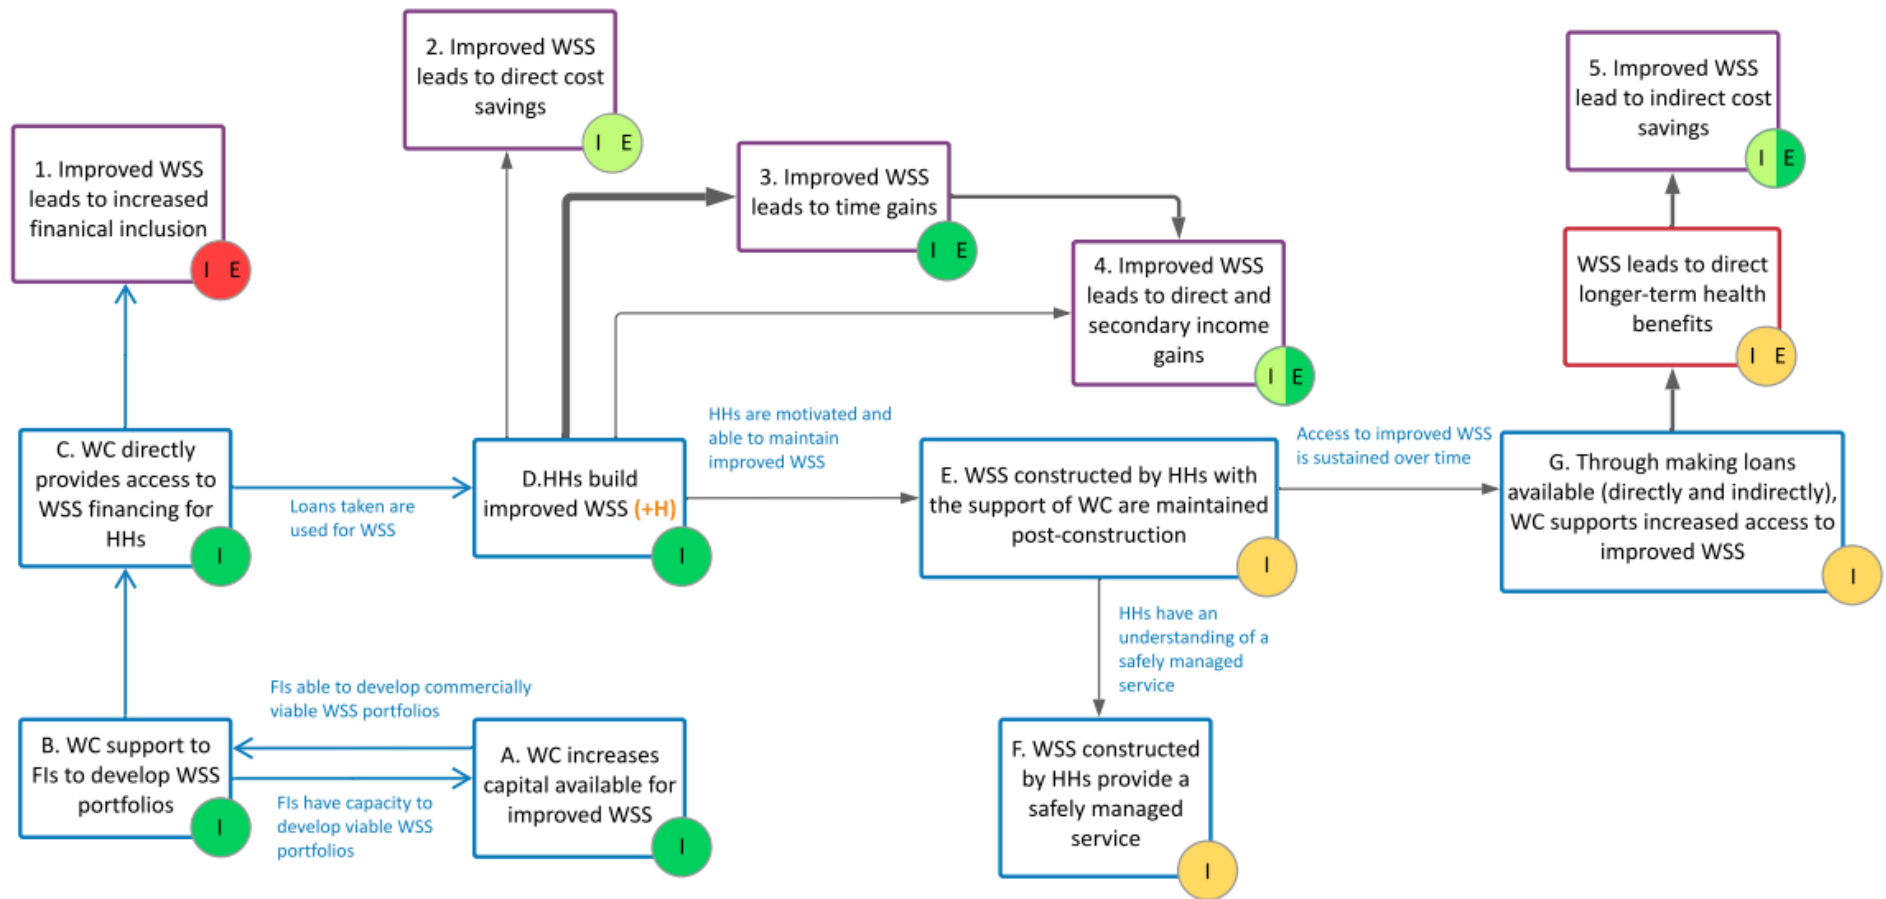 2. Improved WSS
leads to direct cost
savings
I E
5. Improved WSS
lead to indirect cost
savings
I E
1. Improved WSS
leads to increased
finanical inclusion
I E
3. Improved WSS
leads to time gains
I E
4. Improved WSS
leads to direct and
secondary income
gains
I E
WSS leads to direct
longer-term health
benefits
I E
C. WC directly
provides access to
WSS financing for
HHs
I
Loans taken are
used for WSS
D.HHs build
improved WSS (+H)
I
HHs are motivated and
able to maintain
improved WSS
E. WSS constructed by HHs with
the support of WC are maintained
post-construction
I
Access to improved WSS
is sustained over time
G. Through making loans
available (directly and indirectly),
WC supports increased access to
improved WSS
I
HHs have an
understanding of a
safely managed
service
FIs able to develop commercially
viable WSS portfolios
B. WC support to
FIs to develop WSS
portfolios
I
FIs have capacity to
develop viable WSS
portfolios
A. WC increases
capital available for
improved WSS
I
F. WSS constructed
by HHs provide a
safely managed
service
I